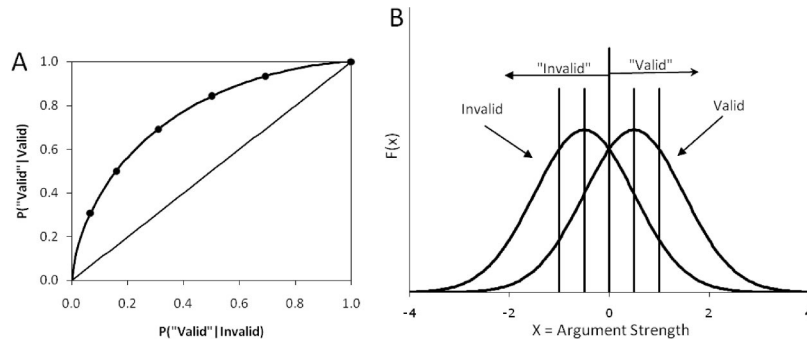 A
P("Valid"|Valid)
1.0
0.8
0.6
0.4
0.2
0.0
0.0 0.2 0.4 0.6 0.8 1.0
P("Valid"|Invalid)
B
"Invalid" "Valid"
Invalid Valid
F(x)
-4 -2 0 2 4
X = Argument Strength